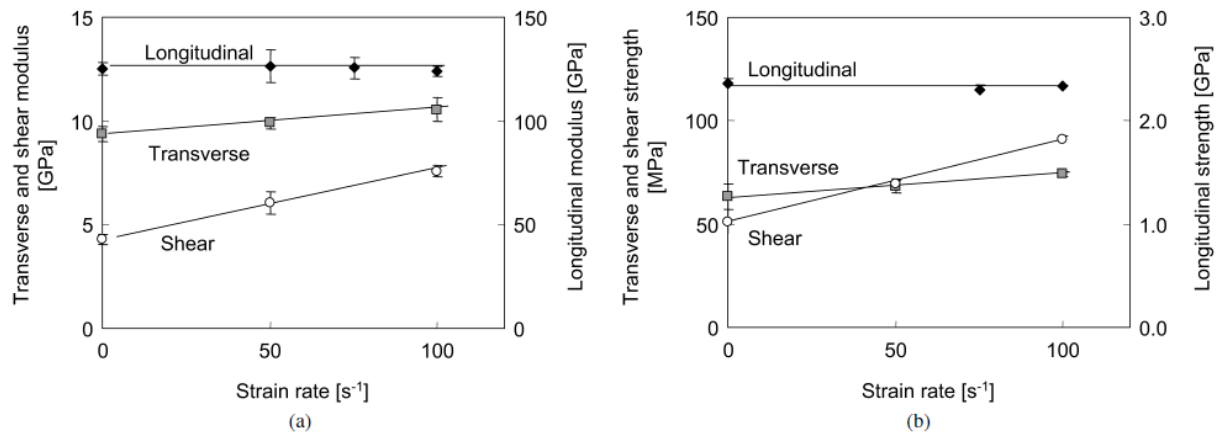 15
10
5
0
Transverse and shear modulus
[GPa]
Longitudinal
Transverse
Shear
150
100
50
0
Longitudinal modulus [GPa]
0
50
100
Strain rate [s⁻¹]
(a)
150
100
50
0
Transverse and shear strength
[MPa]
Longitudinal
Transverse
Shear
3.0
2.0
1.0
0.0
Longitudinal strength [GPa]
0
50
100
Strain rate [s⁻¹]
(b)